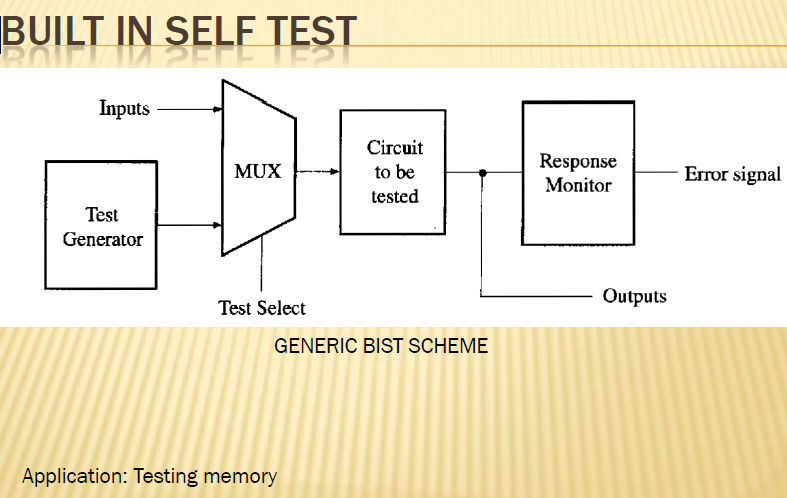 BUILT IN SELF TEST
Inputs
MUX
Circuit
to be
tested
Response
Monitor
Error signal
Test
Generator
Test Select
Outputs
GENERIC BIST SCHEME
Application: Testing memory